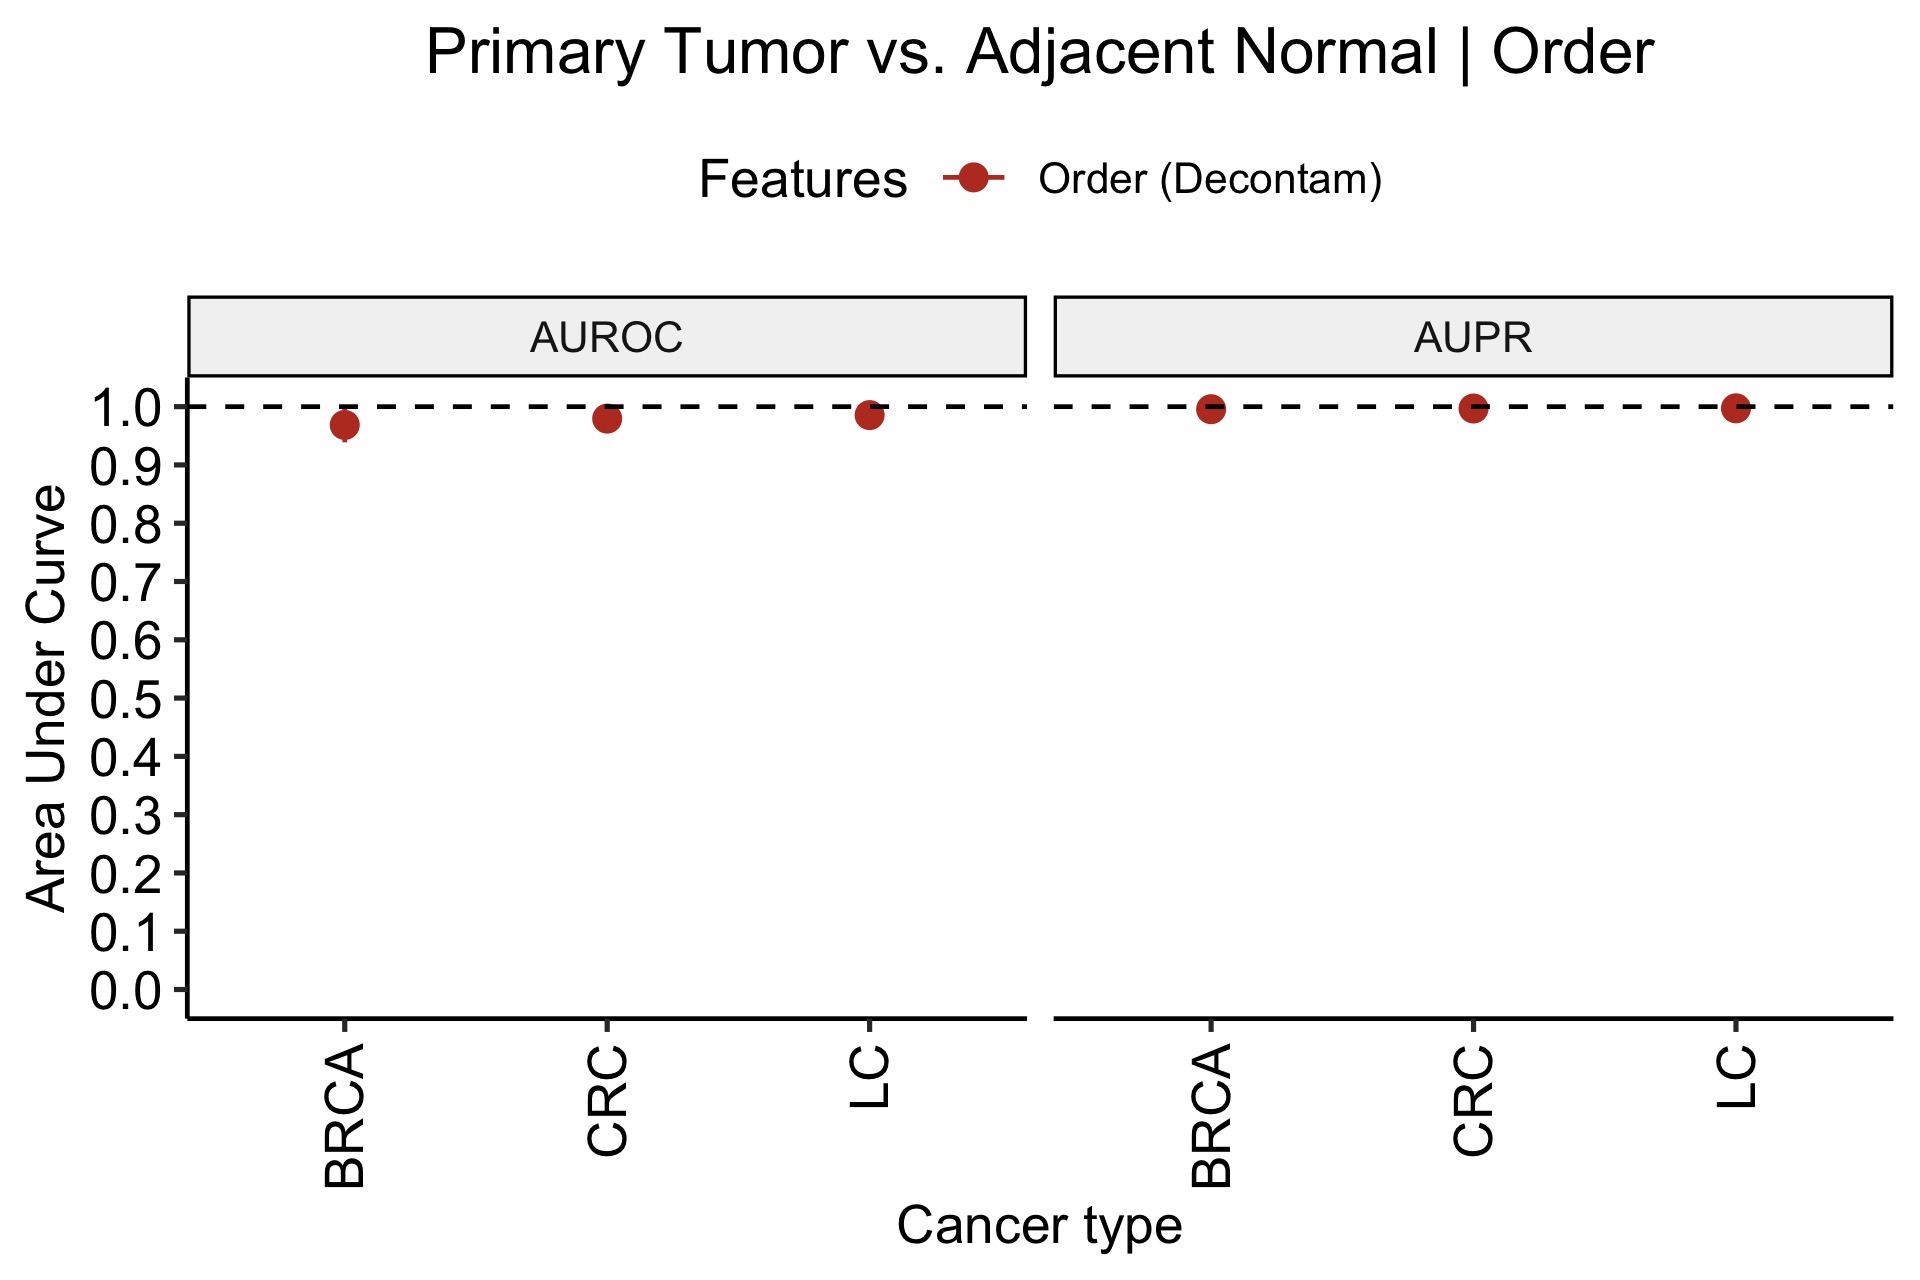 Primary Tumor vs. Adjacent Normal | Order
Features Order (Decontam)
AUROC AUPR
Area Under Curve
1.0
0.9
0.8
0.7
0.6
0.5
0.4
0.3
0.2
0.1
0.0
BRCA CRC LC BRCA CRC LC
Cancer type